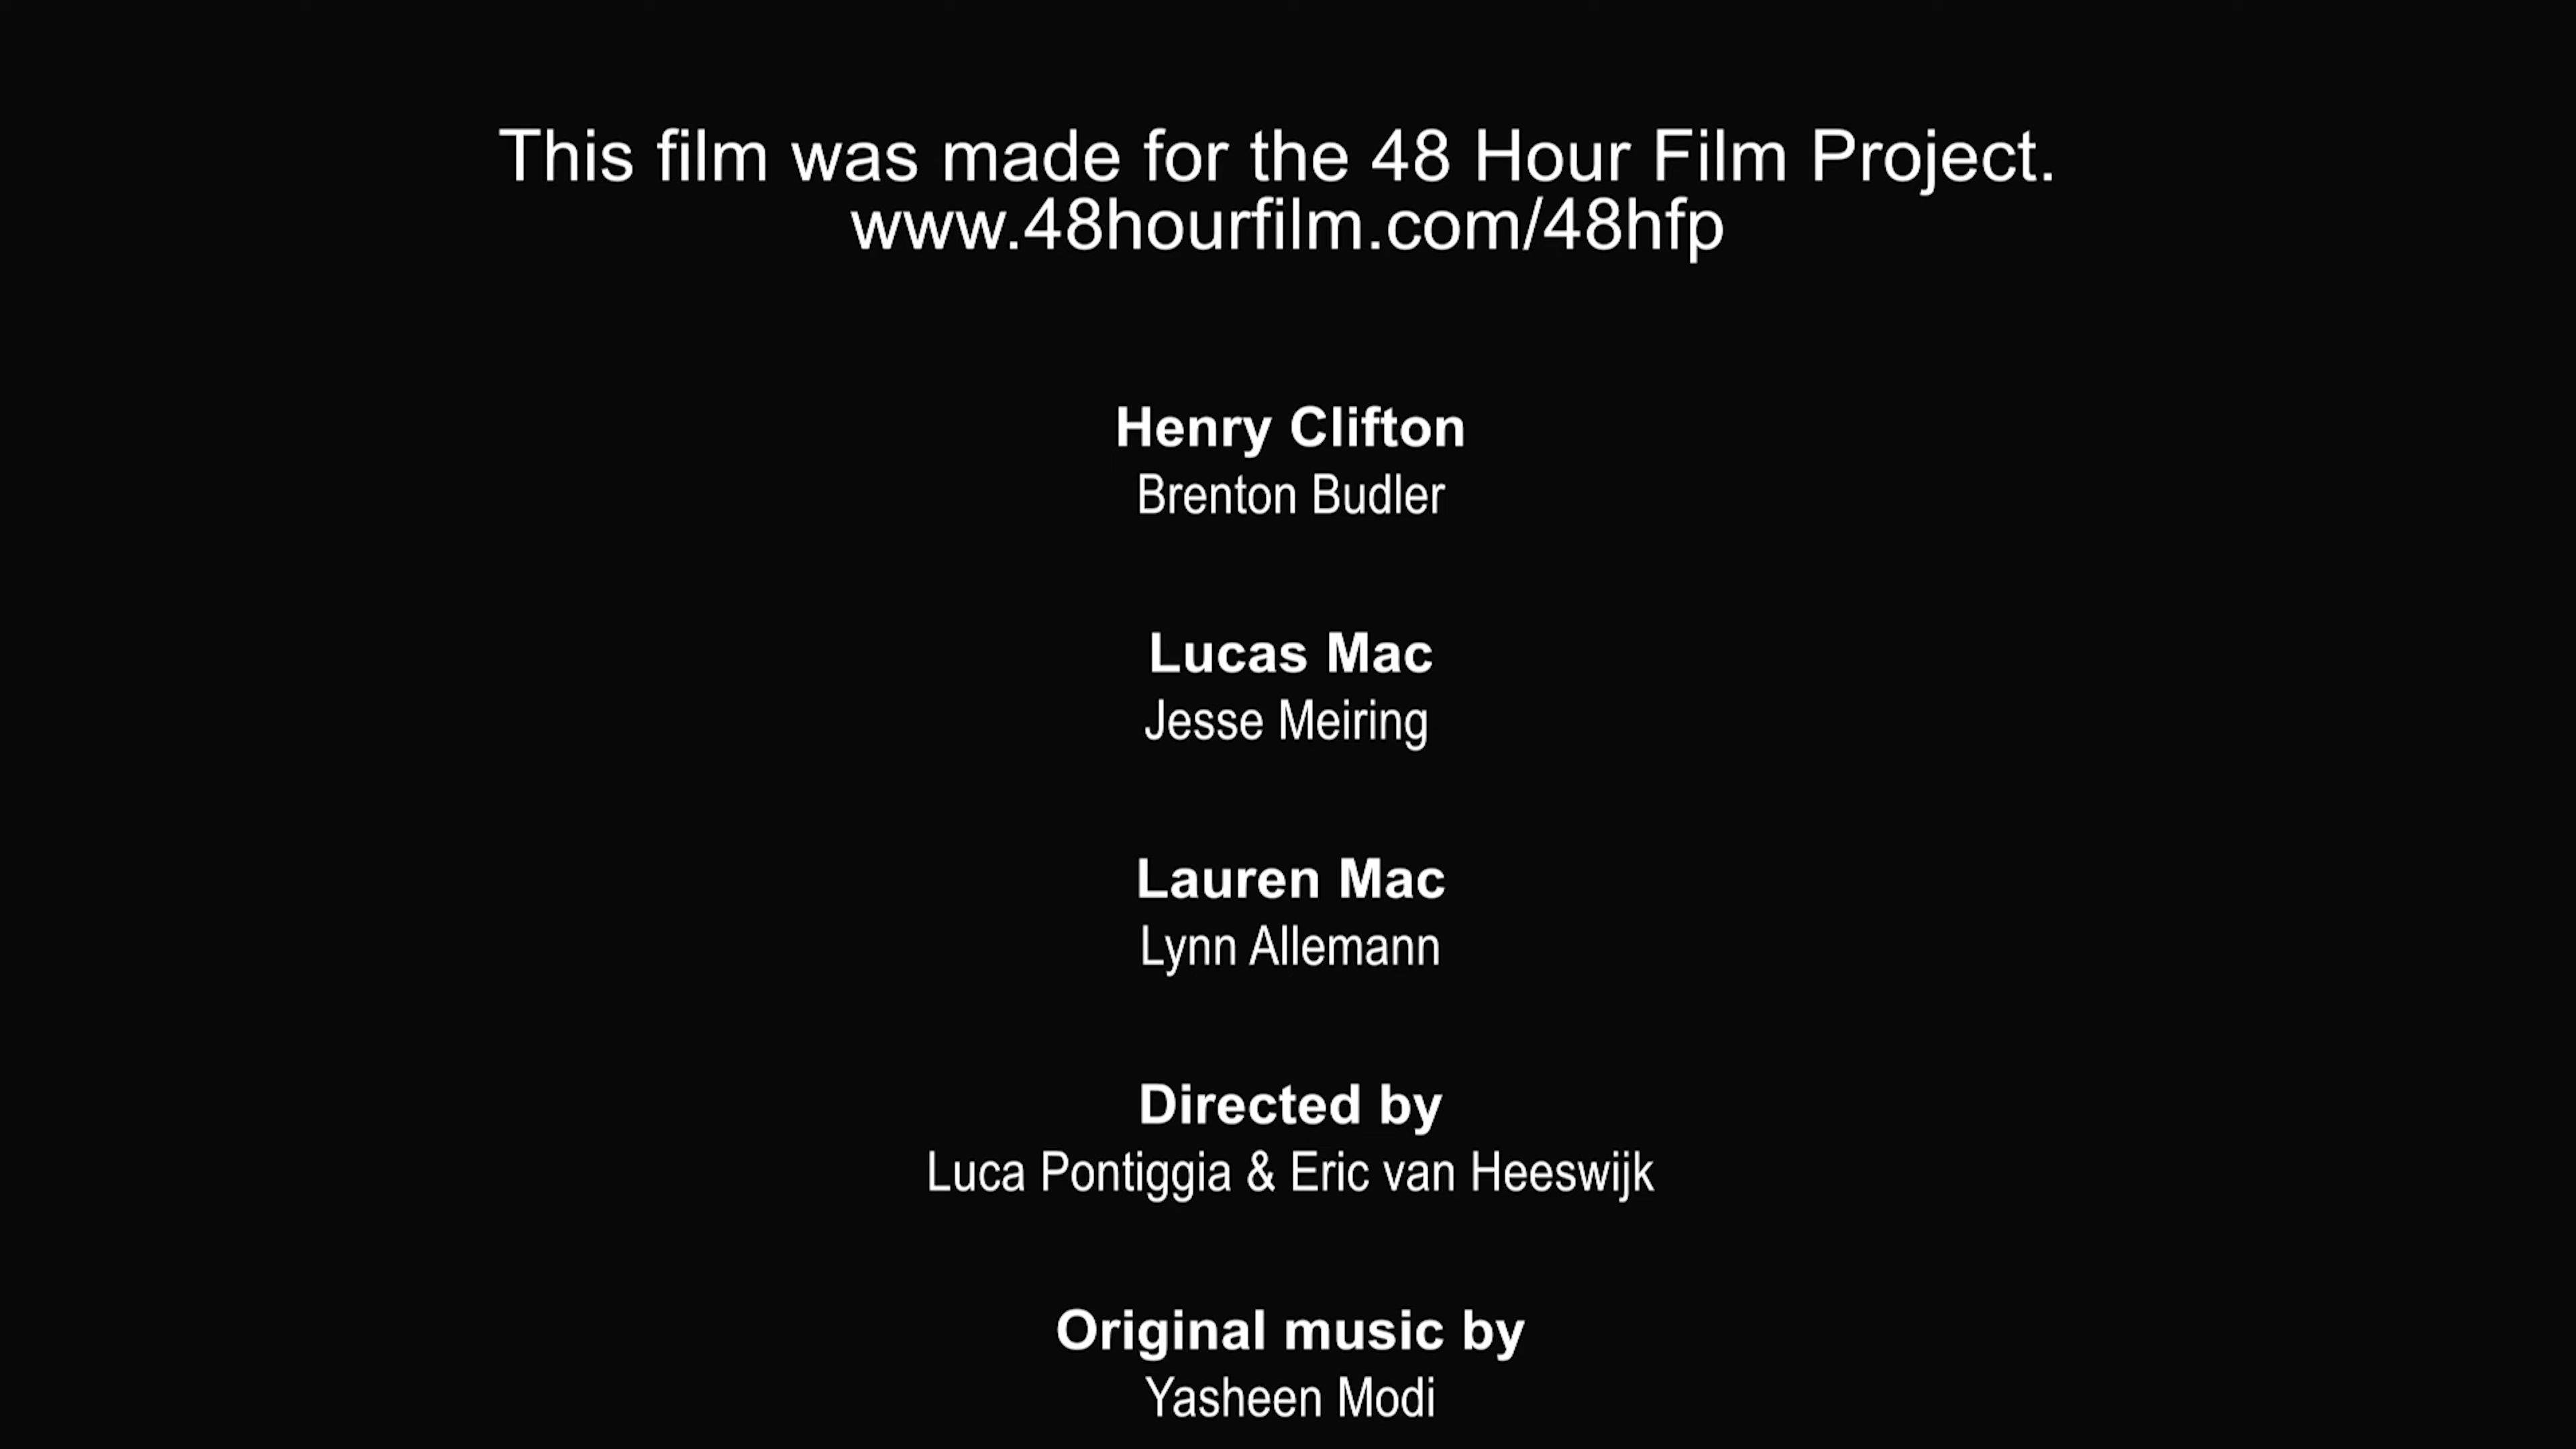 This film was made for the 48 Hour Film Project.
www.48hourfilm.com/48hfp
Henry Clifton
Brenton Budler
Lucas Mac
Jesse Meiring
Lauren Mac
Lynn Allemann
Directed by
Luca Pontiggia & Eric van Heeswijk
Original music by
Yasheen Modi